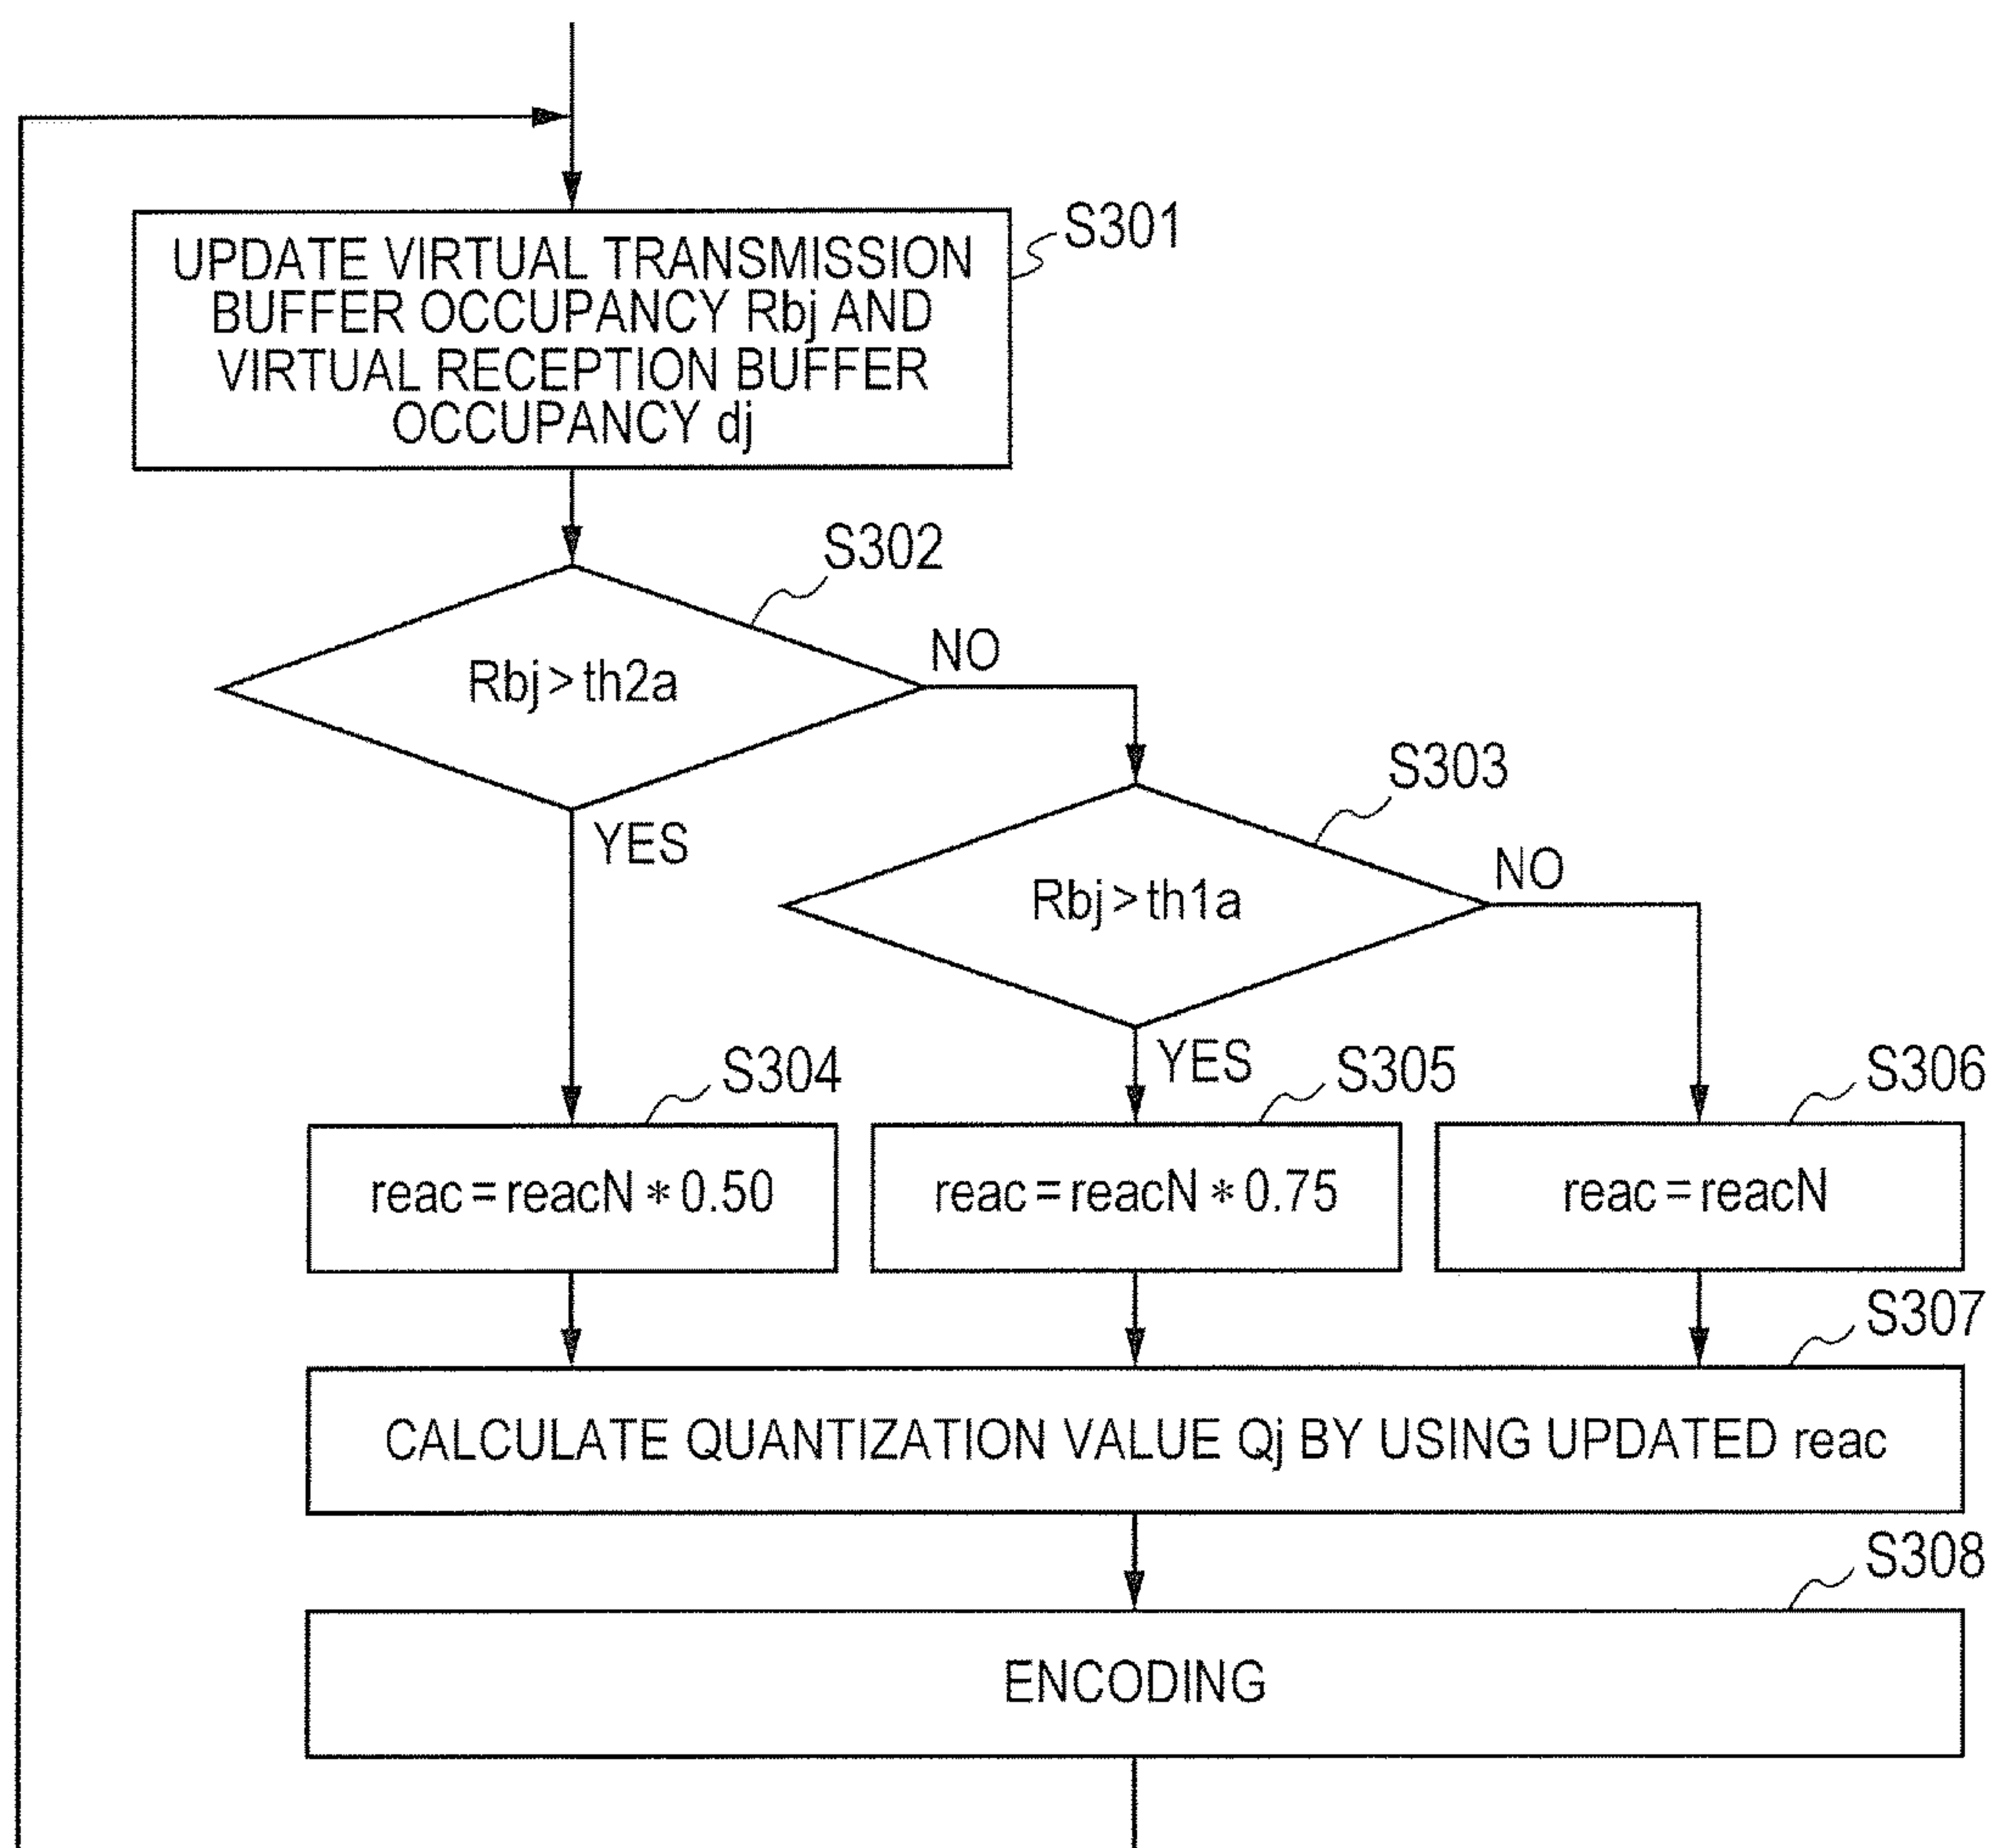 S301
UPDATE VIRTUAL TRANSMISSION
BUFFER OCCUPANCY Rbj AND
VIRTUAL RECEPTION BUFFER
OCCUPANCY dj
S302
Rbj > th2a
NO
YES
S303
Rbj > th1a
NO
YES
S304
reac = reacN * 0.50
S305
reac = reacN * 0.75
S306
reac = reacN
S307
CALCULATE QUANTIZATION VALUE Qj BY USING UPDATED reac
S308
ENCODING